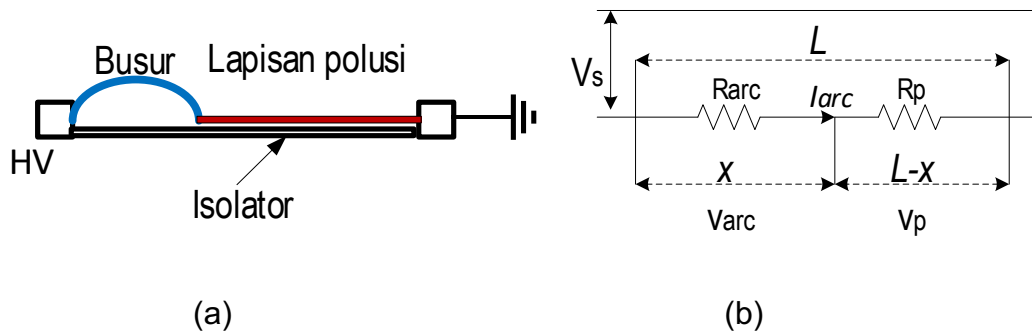 Busur
Lapisan polusi
HV
Isolator
(a)
Vs
L
Rarc
Iarc
Rp
x
L-x
Varc
Vp
(b)